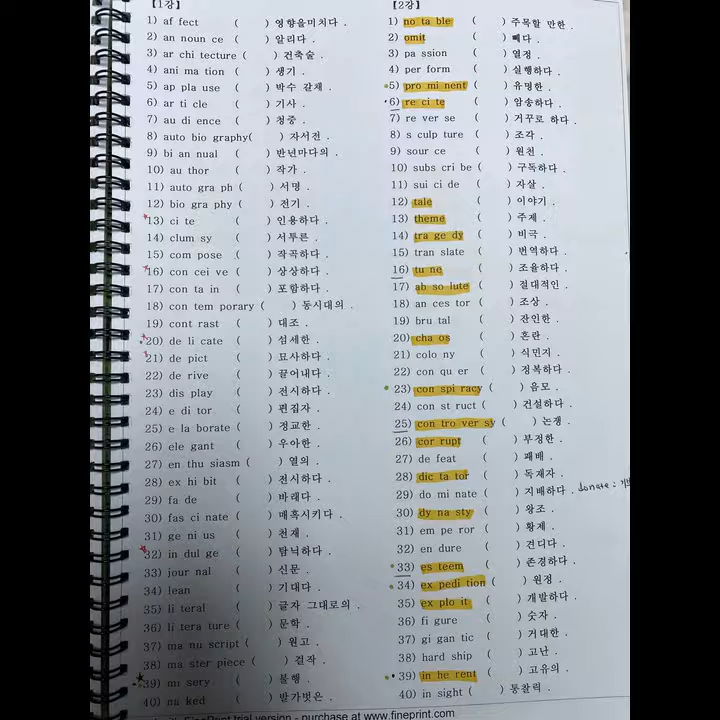 [1강]
1) af fect ( ) 영향을미치다 .
2) an noun ce ( ) 알리다 .
3) ar chi tecture ( ) 건축술 .
4) ani ma tion ( ) 생기 .
5) ap pla use ( ) 박수 갈채 .
6) ar ti cle ( ) 기사 .
7) au di ence ( ) 청중 .
8) auto bio graphy( ) 자서전 .
9) bi an nual ( ) 반년마다의 .
10) au thor ( ) 작가 .
11) auto gra ph ( ) 서명 .
12) bio gra phy ( ) 전기 .
13) ci te ( ) 인용하다 .
14) clum sy ( ) 서투른 .
15) com pose ( ) 작곡하다 .
16) con cei ve ( ) 상상하다 .
17) con ta in ( ) 포함하다 .
18) con tem porary ( ) 동시대의 .
19) cont rast ( ) 대조 .
20) de li cate ( ) 섬세한 .
21) de pict ( ) 묘사하다 .
22) de rive ( ) 끌어내다 .
23) dis play ( ) 전시하다 .
24) e di tor ( ) 편집자 .
25) e la borate ( ) 정교한 .
26) ele gant ( ) 우아한 .
27) en thu siasm ( ) 열의 .
28) ex hi bit ( ) 전시하다 .
29) fa de ( ) 바래다 .
30) fas ci nate ( ) 매혹시키다 .
31) ge ni us ( ) 천재 .
32) in dul ge ( ) 탐닉하다 .
33) jour nal ( ) 신문 .
34) lean ( ) 기대다 .
35) li teral ( ) 글자 그대로의 .
36) li tera ture ( ) 문학 .
37) ma nu script ( ) 원고 .
38) ma ster piece ( ) 걸작 .
39) mi sery ( ) 불행 .
40) na ked ( ) 발가벗은 .
[2강]
1) no ta ble ( ) 주목할 만한 .
2) omit ( ) 빼다 .
3) pa ssion ( ) 열정 .
4) per form ( ) 실행하다 .
5) pro mi nent ( ) 유명한 .
6) re ci te ( ) 암송하다 .
7) re ver se ( ) 거꾸로 하다 .
8) s culp ture ( ) 조각 .
9) sour ce ( ) 원천 .
10) subs cri be ( ) 구독하다 .
11) sui ci de ( ) 자살 .
12) tale ( ) 이야기 .
13) theme ( ) 주제 .
14) tra ge dy ( ) 비극 .
15) tran slate ( ) 번역하다 .
16) tu ne ( ) 조율하다 .
17) ab so lute ( ) 절대적인 .
18) an ces tor ( ) 조상 .
19) bru tal ( ) 잔인한 .
20) cha os ( ) 혼란 .
21) colo ny ( ) 식민지 .
22) con qu er ( ) 정복하다 .
23) con spi racy ( ) 음모 .
24) con st ruct ( ) 건설하다 .
25) con tro ver sy ( ) 논쟁 .
26) cor rupt ( ) 부정한 .
27) de feat ( ) 패배 .
28) dic ta tor ( ) 독재자 .
29) do mi nate ( ) 지배하다 . donate :
30) dy na sty ( ) 왕조 .
31) em pe ror ( ) 황제 .
32) en dure ( ) 견디다 .
33) es teem ( ) 존경하다 .
34) ex pedi tion ( ) 원정 .
35) ex plo it ( ) 개발하다 .
36) fi gure ( ) 숫자 .
37) gi gan tic ( ) 거대한 .
38) hard ship ( ) 고난 .
39) in he rent ( ) 고유의 .
40) in sight ( ) 통찰력 .
FinePrint trial version - purchase at www.fineprint.com